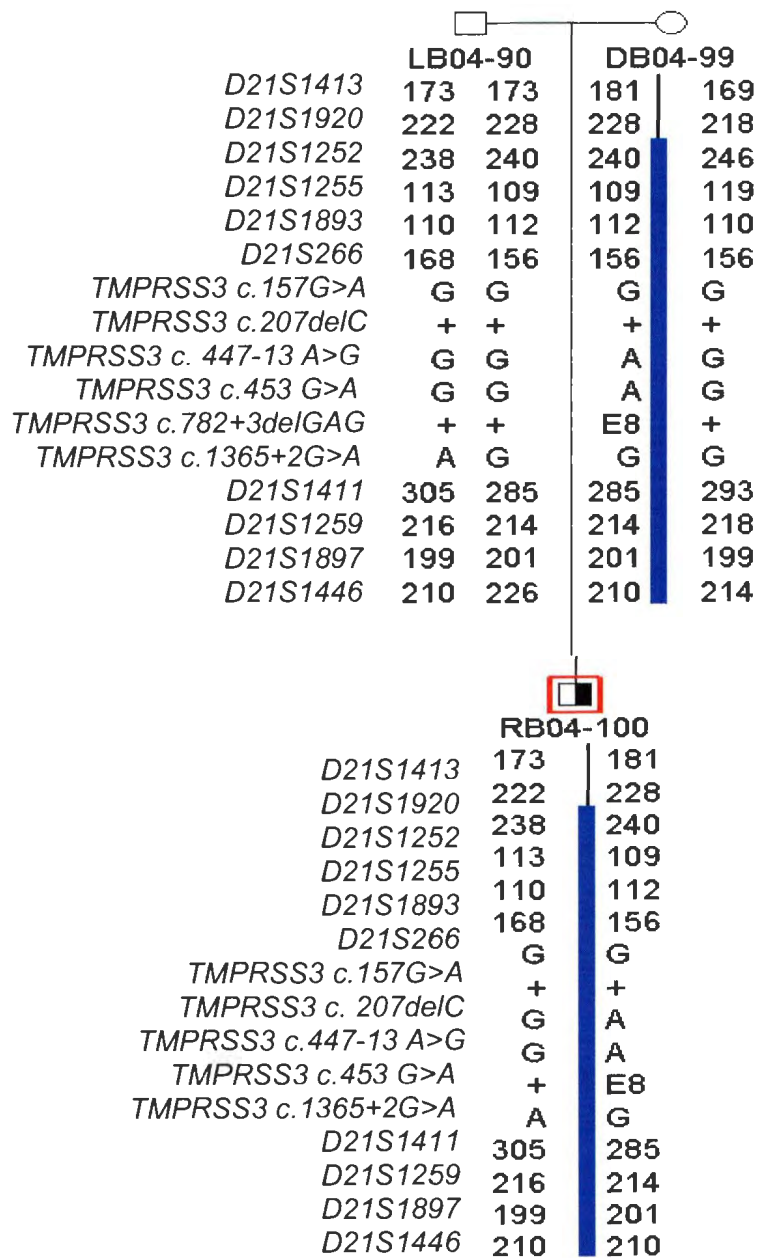 LB04-90 DB04-99
D21S1413 173 173 181 169
D21S1920 222 228 228 218
D21S1252 238 240 240 246
D21S1255 113 109 109 119
D21S1893 110 112 112 110
D21S266 168 156 156 156
TMPRSS3 c.157G>A G G G G
TMPRSS3 c.207delC + + + +
TMPRSS3 c. 447-13 A>G G G A G
TMPRSS3 c.453 G>A G G A G
TMPRSS3 c.782+3delGAG + + E8 +
TMPRSS3 c.1365+2G>A A G G G
D21S1411 305 285 285 293
D21S1259 216 214 214 218
D21S1897 199 201 201 199
D21S1446 210 226 210 214
RB04-100
D21S1413 173 181
D21S1920 222 228
D21S1252 238 240
D21S1255 113 109
D21S1893 110 112
D21S266 168 156
TMPRSS3 c.157G>A G G
TMPRSS3 c. 207delC + +
TMPRSS3 c.447-13 A>G G A
TMPRSS3 c.453 G>A G A
+ E8
TMPRSS3 c.1365+2G>A A G
D21S1411 305 285
D21S1259 216 214
D21S1897 199 201
D21S1446 210 210